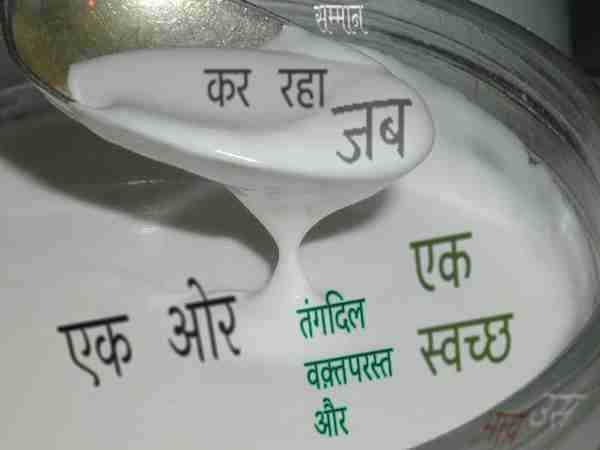 सम्मान
कर रहा
जब
एक
एक ओर
तंगदिल
वक़्तपरस्त
और
स्वच्छ